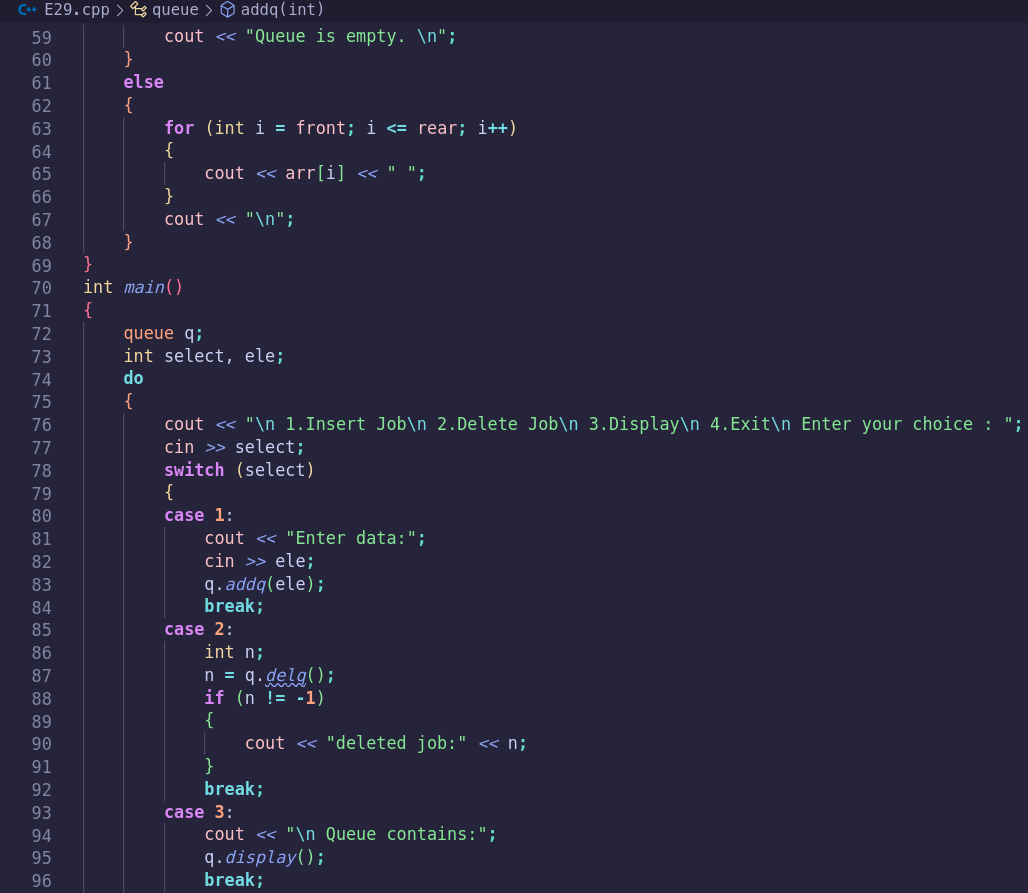 C++ E29.cpp > queue > addq(int)
59 cout << "Queue is empty. \n";
60 }
61 else
62 {
63 for (int i = front; i <= rear; i++)
64 {
65 cout << arr[i] << " ";
66 }
67 cout << "\n";
68 }
69 }
70 int main()
71 {
72 queue q;
73 int select, ele;
74 do
75 {
76 cout << "\n 1.Insert Job\n 2.Delete Job\n 3.Display\n 4.Exit\n Enter your choice : ";
77 cin >> select;
78 switch (select)
79 {
80 case 1:
81 cout << "Enter data:";
82 cin >> ele;
83 q.addq(ele);
84 break;
85 case 2:
86 int n;
87 n = q.delq();
88 if (n != -1)
89 {
90 cout << "deleted job:" << n;
91 }
92 break;
93 case 3:
94 cout << "\n Queue contains:";
95 q.display();
96 break;